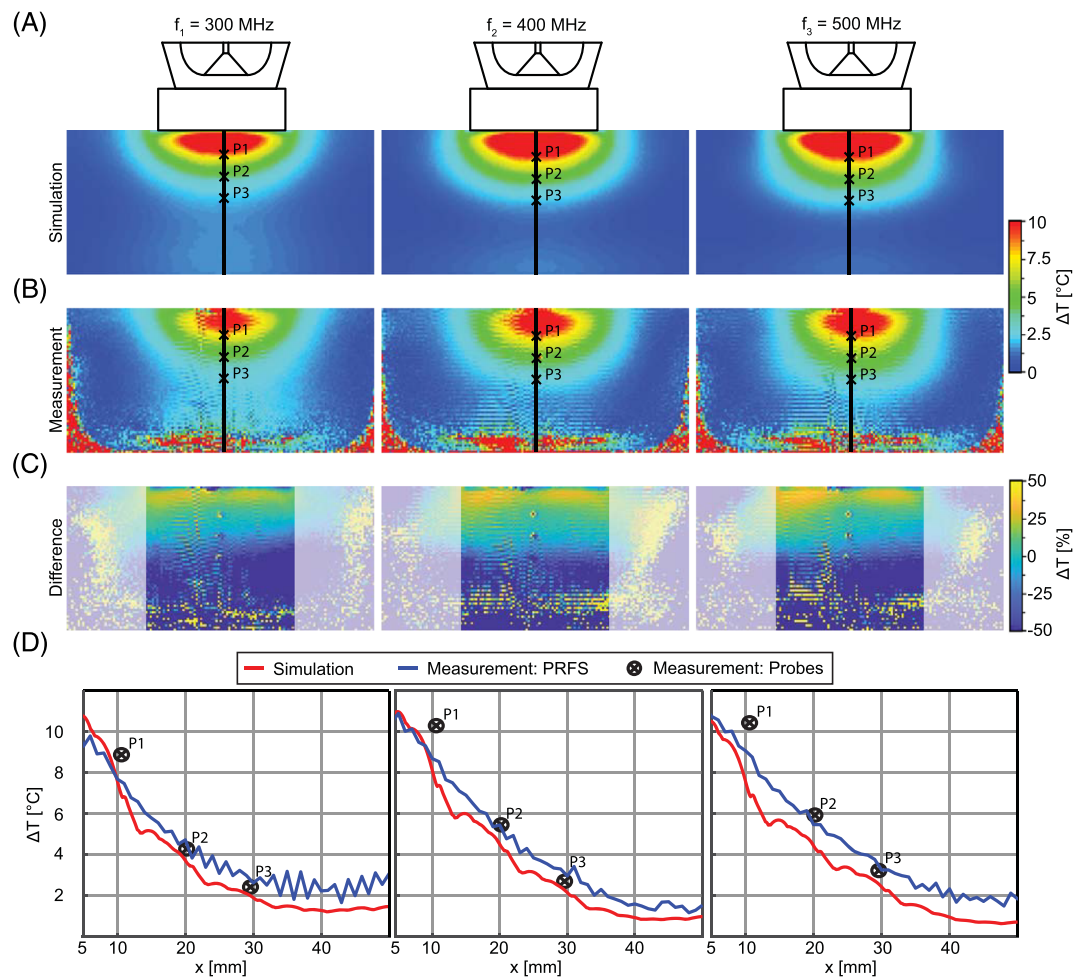 (A)
f₁ = 300 MHz
f₂ = 400 MHz
f₃ = 500 MHz
Simulation
P1
P2
P3
P1
P2
P3
P1
P2
P3
10
7.5
5
2.5
0
ΔT [°C]
(B)
Measurement
P1
P2
P3
P1
P2
P3
P1
P2
P3
(C)
Difference
50
25
0
-25
-50
ΔT [%]
(D)
Simulation
Measurement: PRFS
Measurement: Probes
ΔT [°C]
10
8
6
4
2
P1
P2
P3
P1
P2
P3
P1
P2
P3
5
10
20
30
40
x [mm]
5
10
20
30
40
x [mm]
5
10
20
30
40
x [mm]